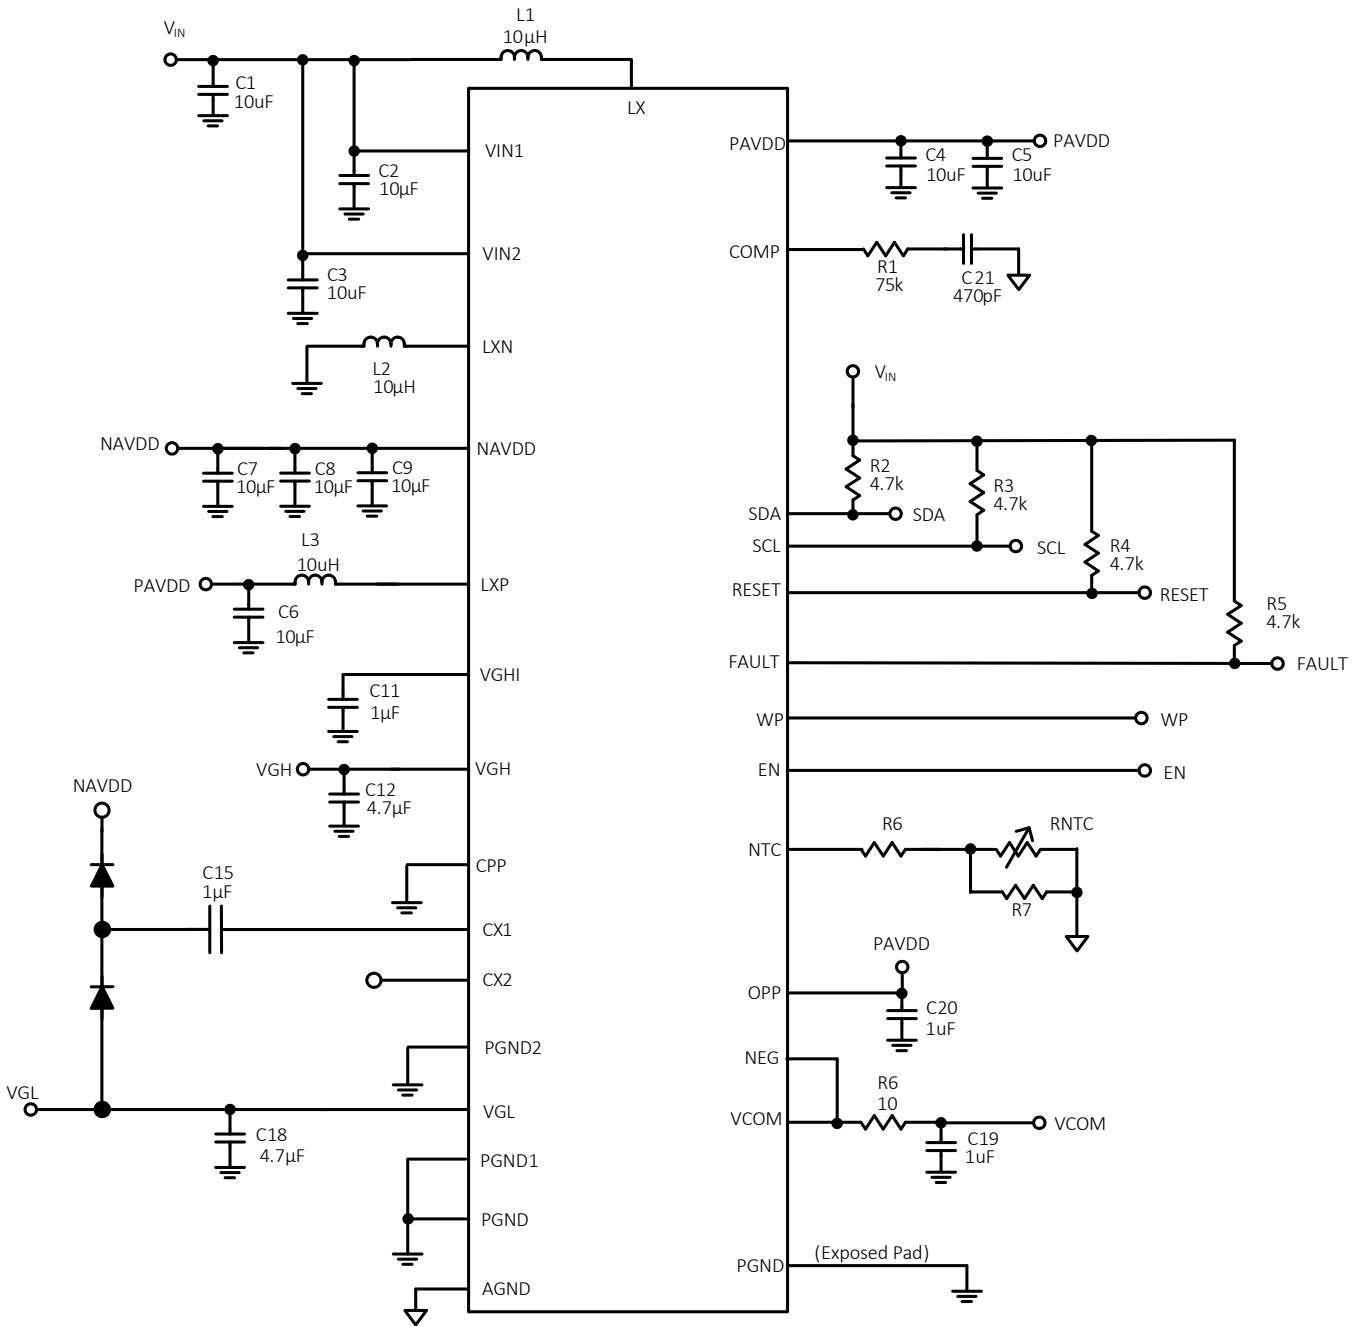 V_IN
L1
10µH
C1
10uF
LX
VIN1
C2
10µF
VIN2
C3
10uF
LXN
L2
10µH
NAVDD
NAVDD
C7
10µF
C8
10µF
C9
10µF
L3
10uH
PAVDD
LXP
C6
10µF
VGHI
C11
1µF
VGH
VGH
C12
4.7µF
NAVDD
CPP
C15
1µF
CX1
CX2
PGND2
VGL
VGL
C18
4.7µF
PGND1
PGND
AGND
PAVDD
PAVDD
C4
10uF
C5
10uF
COMP
R1
75k
C21
470pF
V_IN
R2
4.7k
R3
4.7k
SDA
SDA
SCL
SCL
R4
4.7k
RESET
RESET
R5
4.7k
FAULT
FAULT
WP
WP
EN
EN
NTC
R6
RNTC
R7
PAVDD
OPP
C20
1uF
NEG
R6
10
VCOM
VCOM
C19
1uF
(Exposed Pad)
PGND